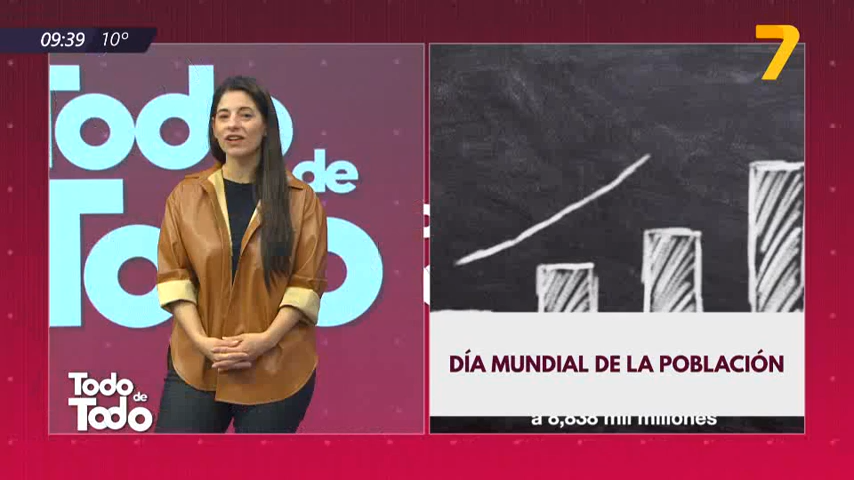 09:39 10°
7
Todo
de
Todo
DÍA MUNDIAL DE LA POBLACIÓN
Todo
de
Todo
a 8,838 mil millones